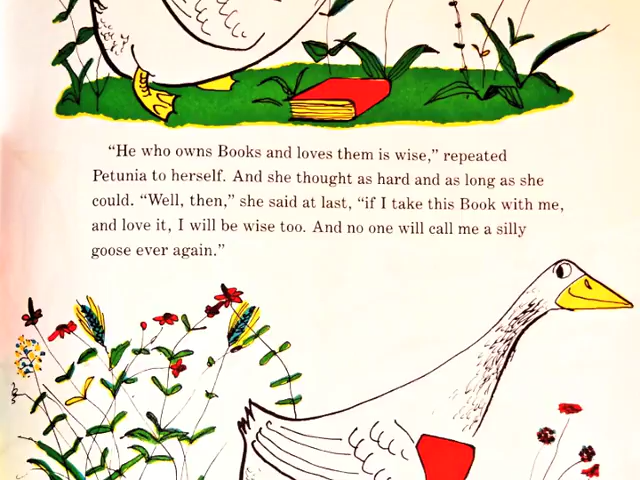 “He who owns Books and loves them is wise,” repeated
Petunia to herself. And she thought as hard and as long as she
could. “Well, then,” she said at last, “if I take this Book with me,
and love it, I will be wise too. And no one will call me a silly
goose ever again.”